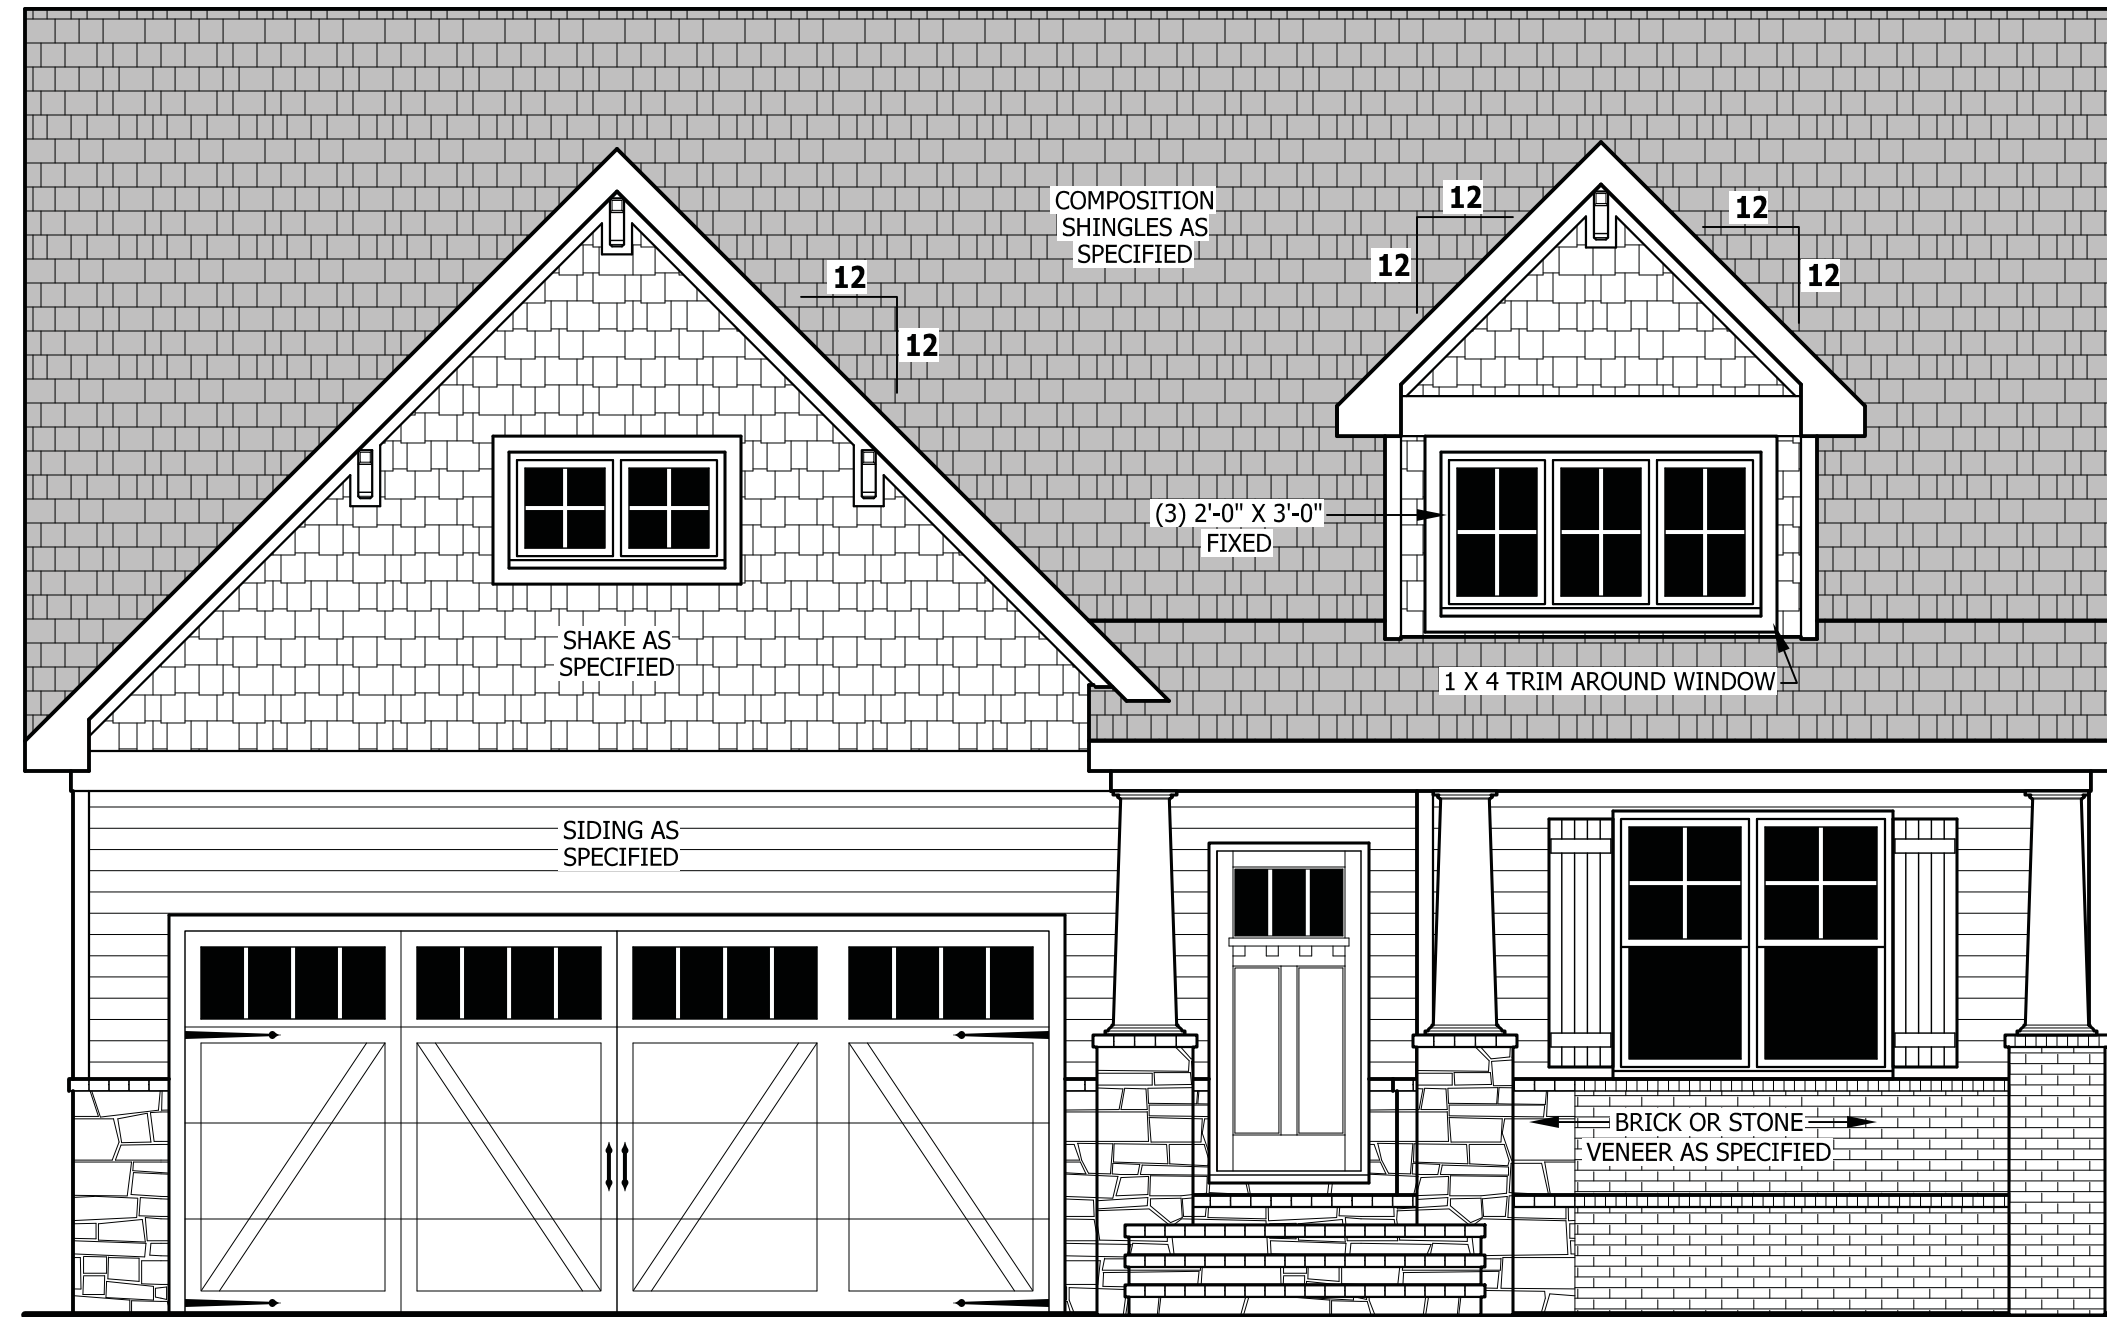 COMPOSITION
SHINGLES AS
SPECIFIED
12
12
12
12
12
12
(3) 2'-0" X 3'-0"
FIXED
SHAKE AS
SPECIFIED
1 X 4 TRIM AROUND WINDOW
SIDING AS
SPECIFIED
BRICK OR STONE
VENEER AS SPECIFIED